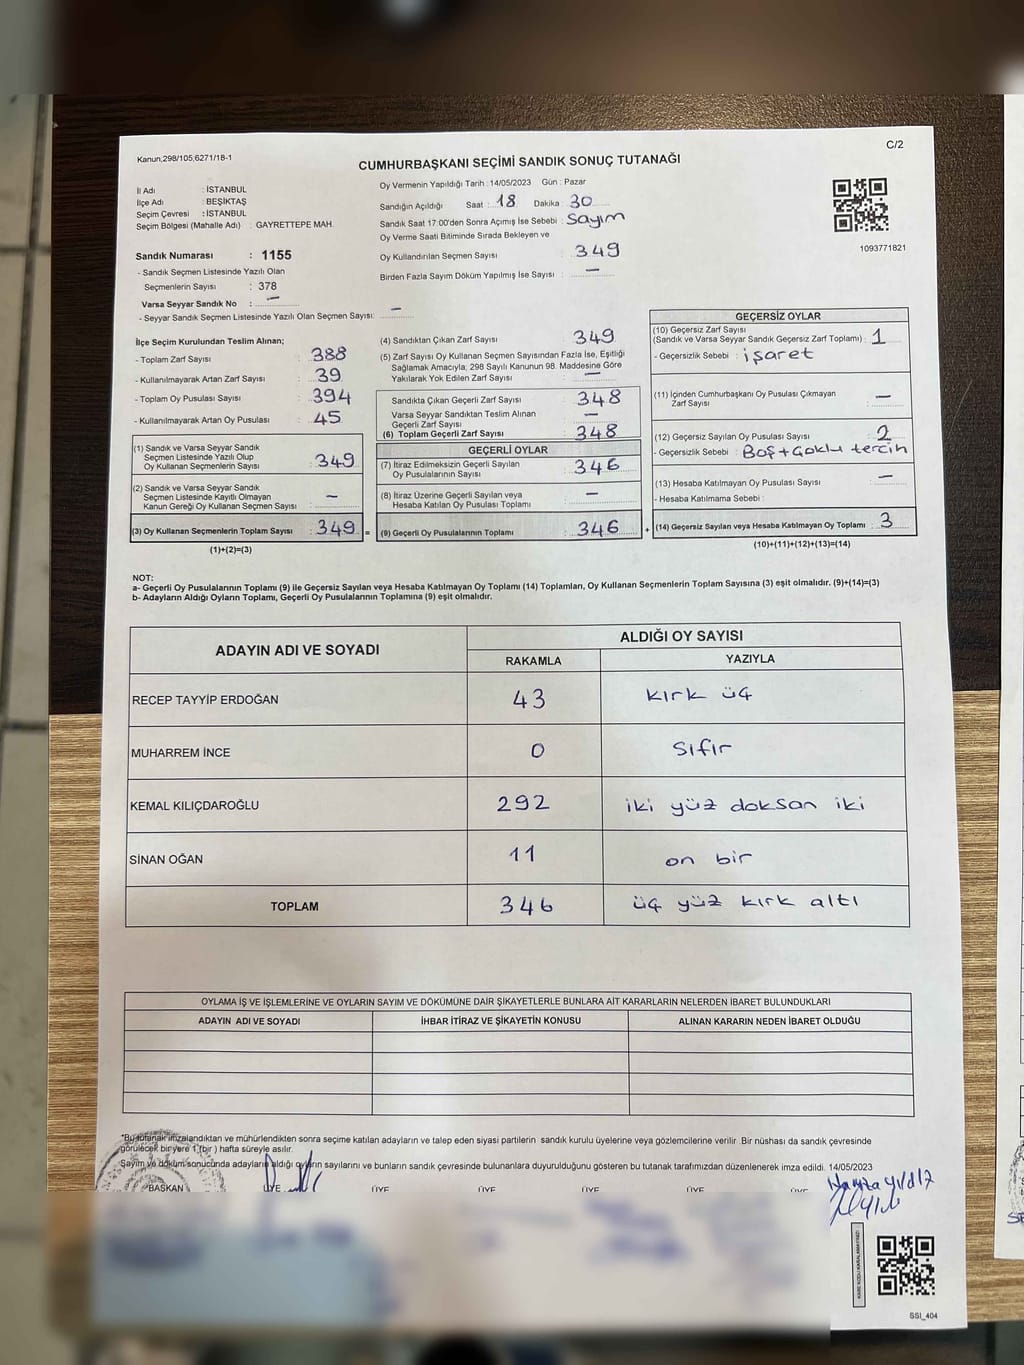 Kanun,298/105;6271/18-1
C/2
CUMHURBAŞKANI SEÇİMİ SANDIK SONUÇ TUTANAĞI
İl Adı : İSTANBUL
İlçe Adı : BEŞİKTAŞ
Seçim Çevresi : İSTANBUL
Seçim Bölgesi (Mahalle Adı) : GAYRETTEPE MAH.
Sandık Numarası : 1155
- Sandık Seçmen Listesinde Yazılı Olan
Seçmenlerin Sayısı : 378
Varsa Seyyar Sandık No : —
- Seyyar Sandık Seçmen Listesinde Yazılı Olan Seçmen Sayısı: —
Oy Vermenin Yapıldığı Tarih : 14/05/2023 Gün : Pazar
Sandığın Açıldığı Saat : 18 Dakika : 30
Sandık Saat 17:00'den Sonra Açımış İse Sebebi : Sayım
Oy Verme Saati Bitiminde Sırada Bekleyen ve
Oy Kullandırılan Seçmen Sayısı : 349
Birden Fazla Sayım Döküm Yapılmış İse Sayısı : —
1093771821
İlçe Seçim Kurulundan Teslim Alınan;
- Toplam Zarf Sayısı : 388
- Kullanılmayarak Artan Zarf Sayısı : 39
- Toplam Oy Pusulası Sayısı : 394
- Kullanılmayarak Artan Oy Pusulası : 45
(1) Sandık ve Varsa Seyyar Sandık
Seçmen Listesinde Yazılı Olup
Oy Kullanan Seçmenlerin Sayısı : 349
(2) Sandık ve Varsa Seyyar Sandık
Seçmen Listesinde Kayıtlı Olmayan
Kanun Gereği Oy Kullanan Seçmen Sayısı : —
(3) Oy Kullanan Seçmenlerin Toplam Sayısı : 349 =
(1)+(2)=(3)
(4) Sandıktan Çıkan Zarf Sayısı : 349
(5) Zarf Sayısı Oy Kullanan Seçmen Sayısından Fazla İse, Eşitliği
Sağlamak Amacıyla; 298 Sayılı Kanunun 98. Maddesine Göre
Yakılarak Yok Edilen Zarf Sayısı : —
Sandıkta Çıkan Geçerli Zarf Sayısı : 348
Varsa Seyyar Sandıktan Teslim Alınan
Geçerli Zarf Sayısı : —
(6) Toplam Geçerli Zarf Sayısı : 348
GEÇERLİ OYLAR
(7) İtiraz Edilmeksizin Geçerli Sayılan
Oy Pusulalarının Sayısı : 346
(8) İtiraz Üzerine Geçerli Sayılan veya
Hesaba Katılan Oy Pusulası Toplamı : —
(9) Geçerli Oy Pusulalarının Toplamı : 346 +
GEÇERSİZ OYLAR
(10) Geçersiz Zarf Sayısı
(Sandık ve Varsa Seyyar Sandık Geçersiz Zarf Toplamı) : 1
- Geçersizlik Sebebi : işaret
(11) İçinden Cumhurbaşkanı Oy Pusulası Çıkmayan
Zarf Sayısı : —
(12) Geçersiz Sayılan Oy Pusulası Sayısı : 2
- Geçersizlik Sebebi : Boş+Çoklu tercih
(13) Hesaba Katılmayan Oy Pusulası Sayısı : —
- Hesaba Katılmama Sebebi :
(14) Geçersiz Sayılan veya Hesaba Katılmayan Oy Toplamı : 3
(10)+(11)+(12)+(13)=(14)
NOT:
a- Geçerli Oy Pusulalarının Toplamı (9) ile Geçersiz Sayılan veya Hesaba Katılmayan Oy Toplamı (14) Toplamları, Oy Kullanan Seçmenlerin Toplam Sayısına (3) eşit olmalıdır. (9)+(14)=(3)
b- Adayların Aldığı Oyların Toplamı, Geçerli Oy Pusulalarının Toplamına (9) eşit olmalıdır.
ADAYIN ADI VE SOYADI
ALDIĞI OY SAYISI
RAKAMLA YAZIYLA
RECEP TAYYİP ERDOĞAN 43 kırk üç
MUHARREM İNCE 0 sıfır
KEMAL KILIÇDAROĞLU 292 iki yüz doksan iki
SİNAN OĞAN 11 on bir
TOPLAM 346 üç yüz kırk altı
OYLAMA İŞ VE İŞLEMLERİNE VE OYLARIN SAYIM VE DÖKÜMÜNE DAİR ŞİKAYETLERLE BUNLARA AİT KARARLARIN NELERDEN İBARET BULUNDUKLARI
ADAYIN ADI VE SOYADI İHBAR İTİRAZ VE ŞİKAYETİN KONUSU ALINAN KARARIN NEDEN İBARET OLDUĞU
"Bu tutanak imzalandıktan ve mühürlendikten sonra seçime katılan adayların ve talep eden siyasi partilerin sandık kurulu üyelerine veya gözlemcilerine verilir .Bir nüshası da sandık çevresinde
görülecek bir yere 1 (bir ) hafta süreyle asılır.
Sayım ve döküm sonucunda adayların aldığı oyların sayılarını ve bunların sandık çevresinde bulunanlara duyurulduğunu gösteren bu tutanak tarafımızdan düzenlenerek imza edildi. 14/05/2023
BAŞKAN ÜYE ÜYE ÜYE ÜYE ÜYE ÜYE
SSI_404